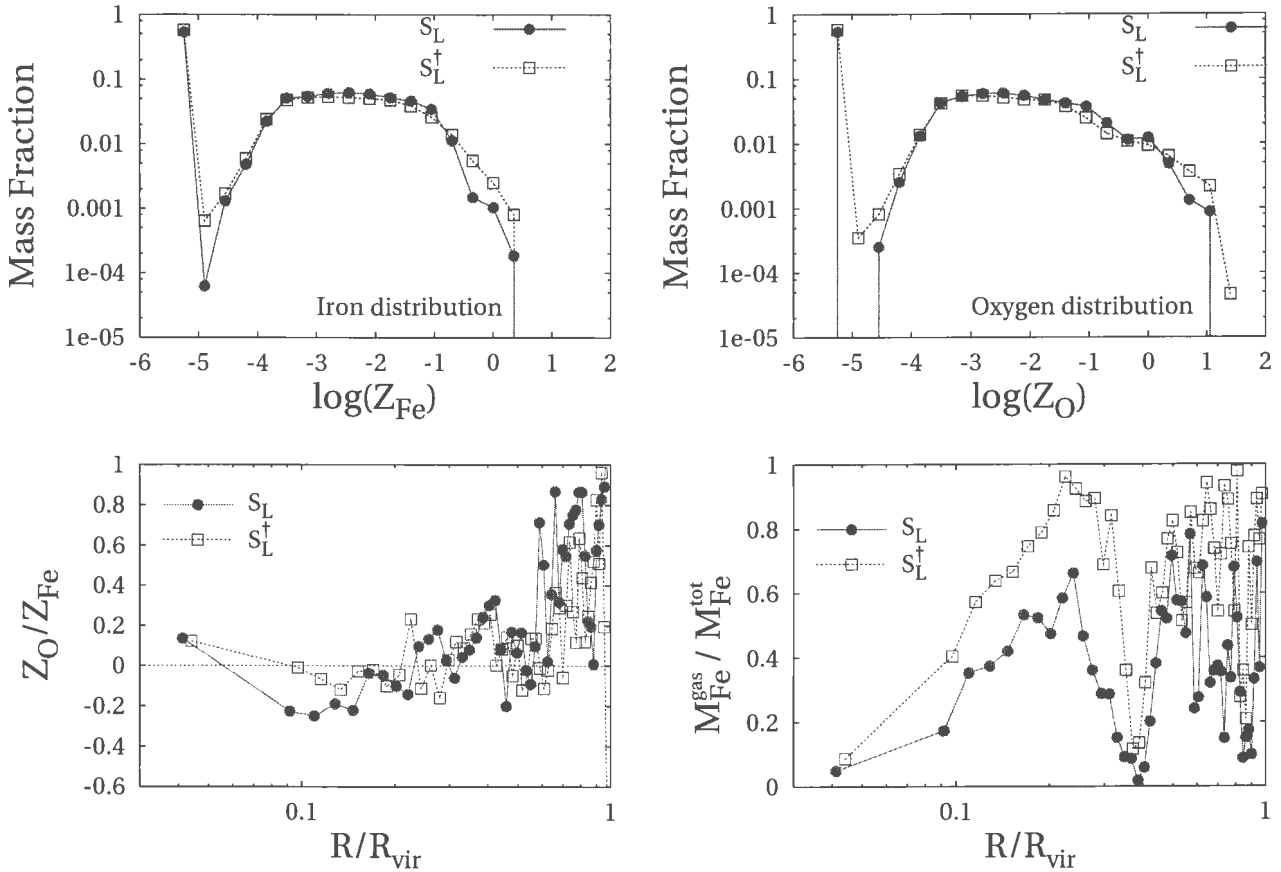 1
0.1
0.01
0.001
1e-04
1e-05
Mass Fraction
S_L
S_L^†
Iron distribution
-6 -5 -4 -3 -2 -1 0 1 2
log(Z_Fe)
1
0.1
0.01
0.001
1e-04
1e-05
Mass Fraction
S_L
S_L^†
Oxygen distribution
-6 -5 -4 -3 -2 -1 0 1 2
log(Z_O)
1
0.8
0.6
0.4
0.2
0
-0.2
-0.4
-0.6
Z_O/Z_Fe
S_L
S_L^†
0.1 1
R/R_vir
1
0.8
0.6
0.4
0.2
0
M_Fe^gas / M_Fe^tot
S_L
S_L^†
0.1 1
R/R_vir